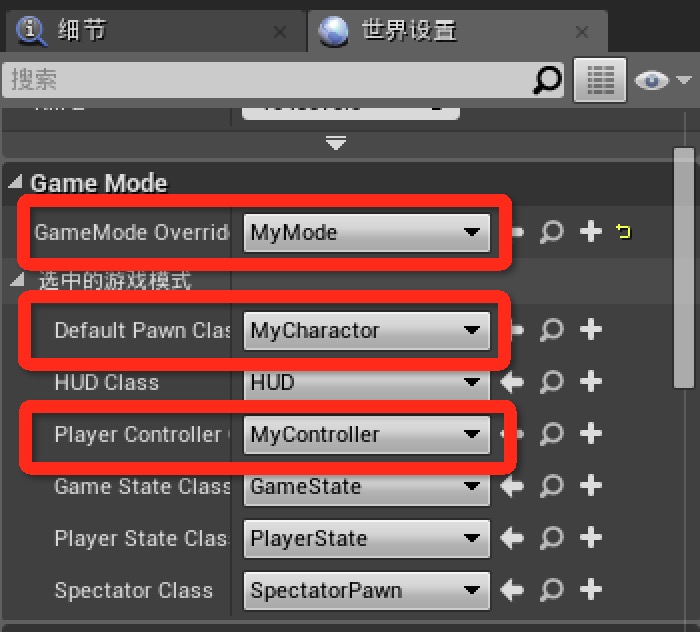 细节
世界设置
搜索
Game Mode
GameMode Overrid MyMode
选中的游戏模式
Default Pawn Clas MyCharactor
HUD Class HUD
Player Controller MyController
Game State Class GameState
Player State Clas PlayerState
Spectator Class SpectatorPawn